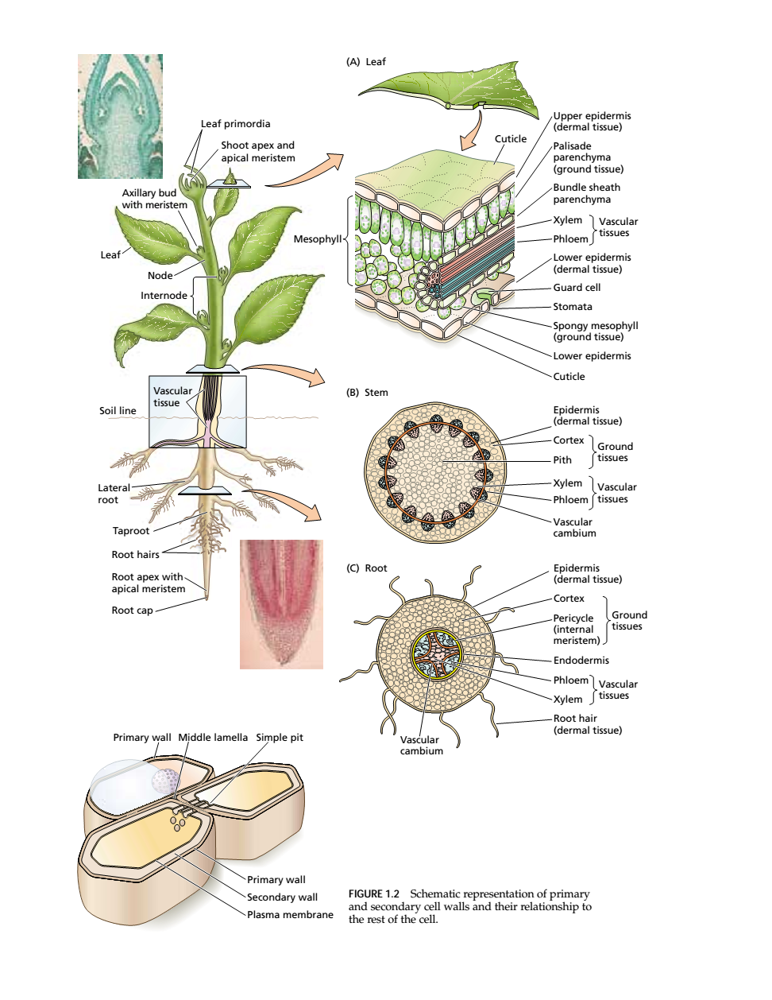 Leaf primordia
Shoot apex and
apical meristem
Axillary bud
with meristem
Leaf
Node
Internode
Vascular
tissue
Soil line
Lateral
root
Taproot
Root hairs
Root apex with
apical meristem
Root cap
(A) Leaf
Cuticle
Mesophyll
Upper epidermis
(dermal tissue)
Palisade
parenchyma
(ground tissue)
Bundle sheath
parenchyma
Xylem
Phloem
Vascular
tissues
Lower epidermis
(dermal tissue)
Guard cell
Stomata
Spongy mesophyll
(ground tissue)
Lower epidermis
Cuticle
(B) Stem
Epidermis
(dermal tissue)
Cortex
Pith
Ground
tissues
Xylem
Phloem
Vascular
tissues
Vascular
cambium
(C) Root
Epidermis
(dermal tissue)
Cortex
Pericycle
(internal
meristem)
Ground
tissues
Endodermis
Phloem
Xylem
Vascular
tissues
Root hair
(dermal tissue)
Vascular
cambium
Primary wall
Middle lamella
Simple pit
Primary wall
Secondary wall
Plasma membrane
FIGURE 1.2 Schematic representation of primary
and secondary cell walls and their relationship to
the rest of the cell.